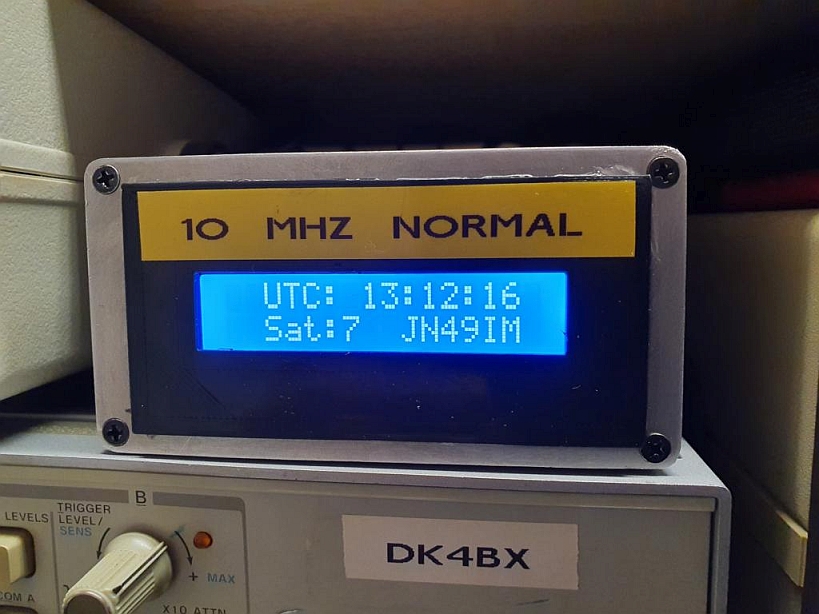 10 MHZ NORMAL
UTC: 13:12:16
Sat:7 JN49IM
B
LEVELS
TRIGGER
LEVEL/
SENS
+ MAX
COM A
X10 ATTN
DK4BX